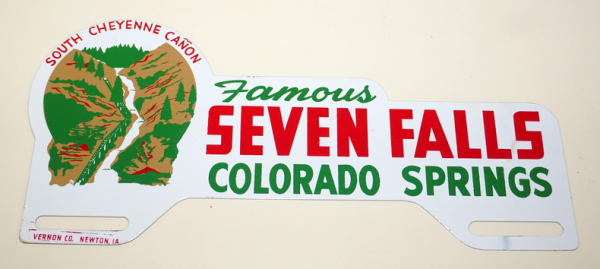 SOUTH CHEYENNE CAÑON
Famous
SEVEN FALLS
COLORADO SPRINGS
VERNON CO. NEWTON, IA.